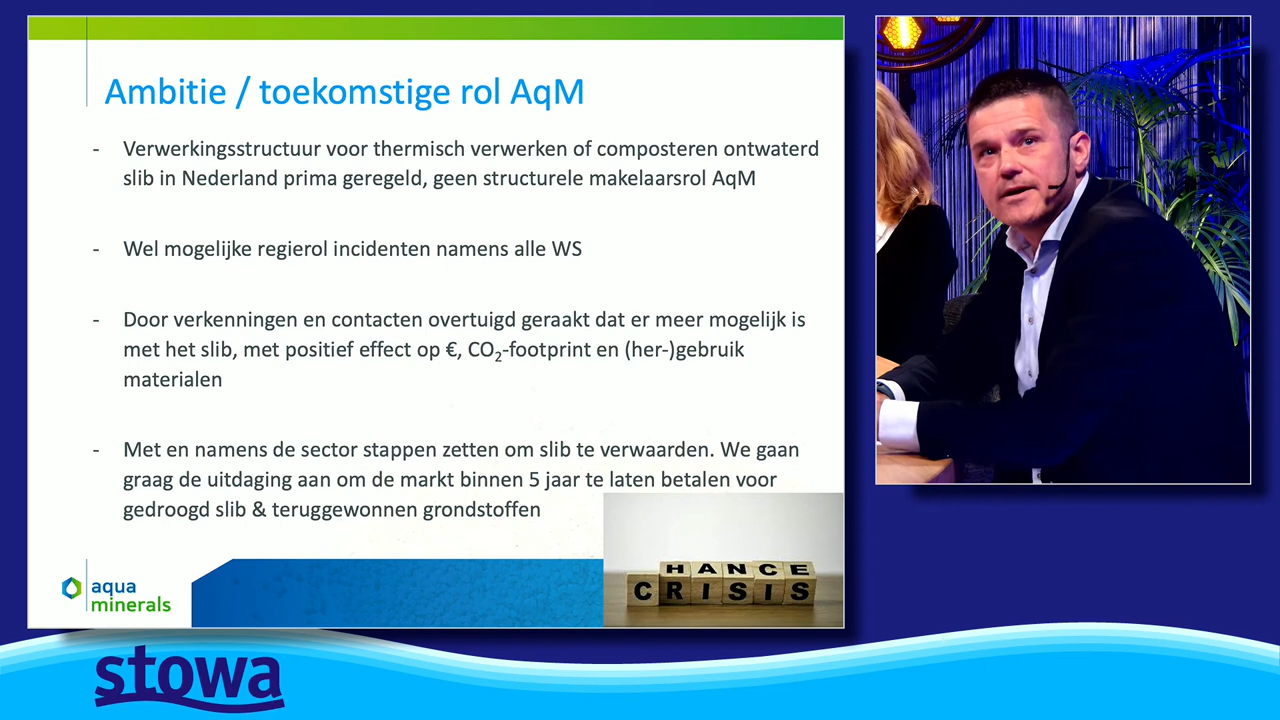 Ambitie / toekomstige rol AqM
- Verwerkingsstructuur voor thermisch verwerken of composteren ontwaterd
slib in Nederland prima geregeld, geen structurele makelaarsrol AqM
- Wel mogelijke regierol incidenten namens alle WS
- Door verkenningen en contacten overtuigd geraakt dat er meer mogelijk is
met het slib, met positief effect op €, CO₂-footprint en (her-)gebruik
materialen
- Met en namens de sector stappen zetten om slib te verwaarden. We gaan
graag de uitdaging aan om de markt binnen 5 jaar te laten betalen voor
gedroogd slib & teruggewonnen grondstoffen
HANCE
CRISIS
aqua
minerals
stowa